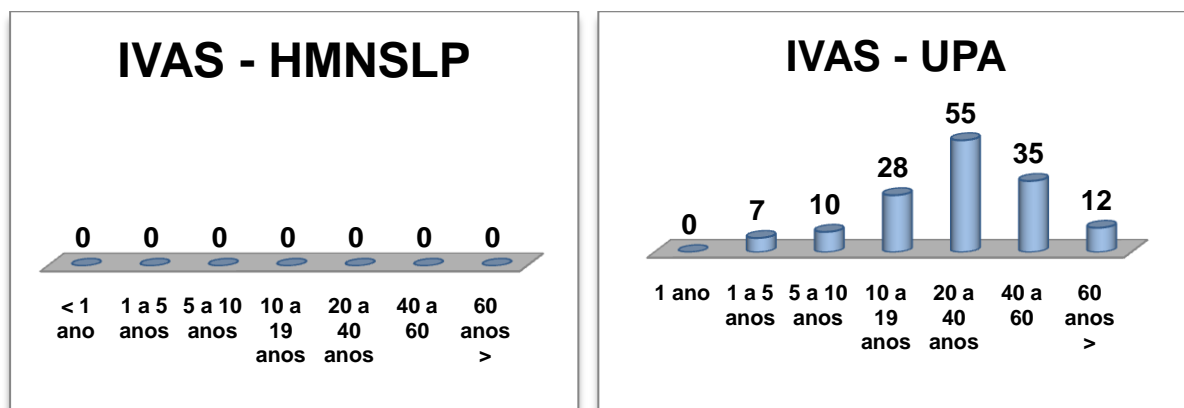 IVAS - HMNSLP
0 0 0 0 0 0 0
< 1 ano
1 a 5 anos
5 a 10 anos
10 a 19 anos
20 a 40 anos
40 a 60
60 anos >
IVAS - UPA
0 7 10 28 55 35 12
1 ano
1 a 5 anos
5 a 10 anos
10 a 19 anos
20 a 40 anos
40 a 60
60 anos >